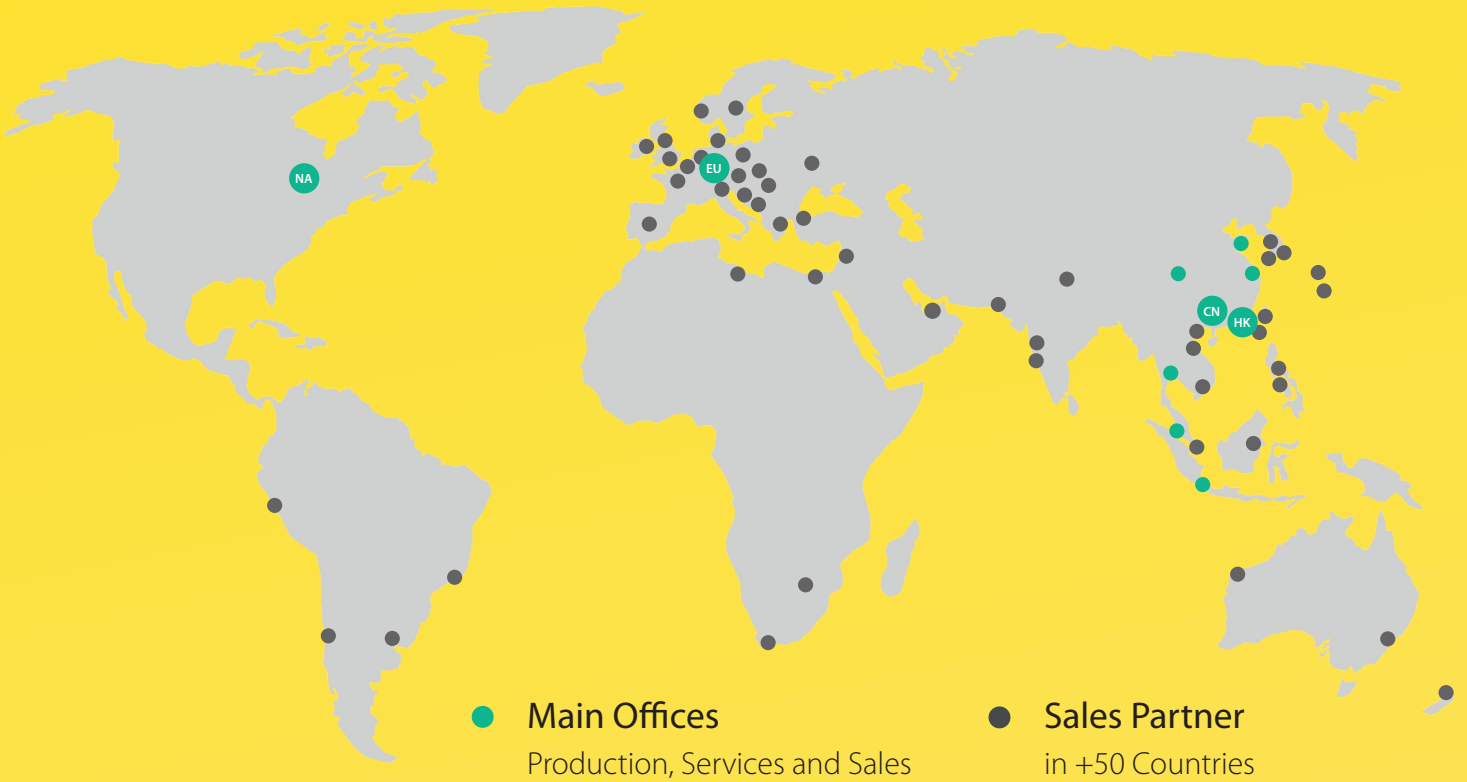 NA
EU
CN
HK
Main Offices
Production, Services and Sales
Sales Partner
in +50 Countries